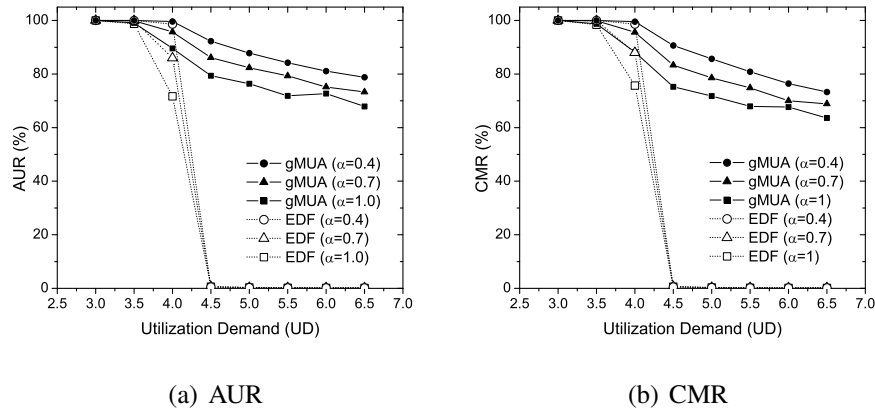 100
80
60
40
20
0
AUR (%)
gMUA (α=0.4)
gMUA (α=0.7)
gMUA (α=1.0)
EDF (α=0.4)
EDF (α=0.7)
EDF (α=1.0)
2.5 3.0 3.5 4.0 4.5 5.0 5.5 6.0 6.5 7.0
Utilization Demand (UD)
(a) AUR
100
80
60
40
20
0
CMR (%)
gMUA (α=0.4)
gMUA (α=0.7)
gMUA (α=1)
EDF (α=0.4)
EDF (α=0.7)
EDF (α=1)
2.5 3.0 3.5 4.0 4.5 5.0 5.5 6.0 6.5 7.0
Utilization Demand (UD)
(b) CMR